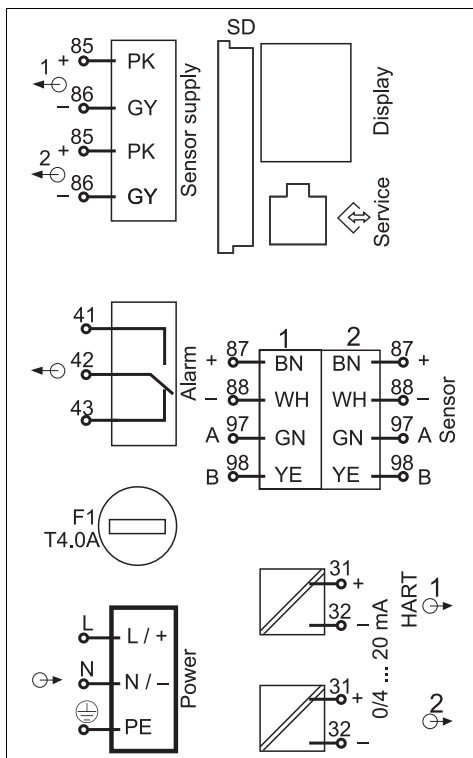 SD
85
1 +
PK
86
–
GY
85
2 +
PK
86
–
GY
Sensor supply
Display
Service
41
42
43
Alarm
1 2
+ 87 BN BN 87 +
– 88 WH WH 88 –
A 97 GN GN 97 A
B 98 YE YE 98 B
Sensor
F1
T4.0A
L L / +
N N / –
PE
Power
31 +
32 –
31 +
32 –
0/4 ... 20 mA
HART
1
2